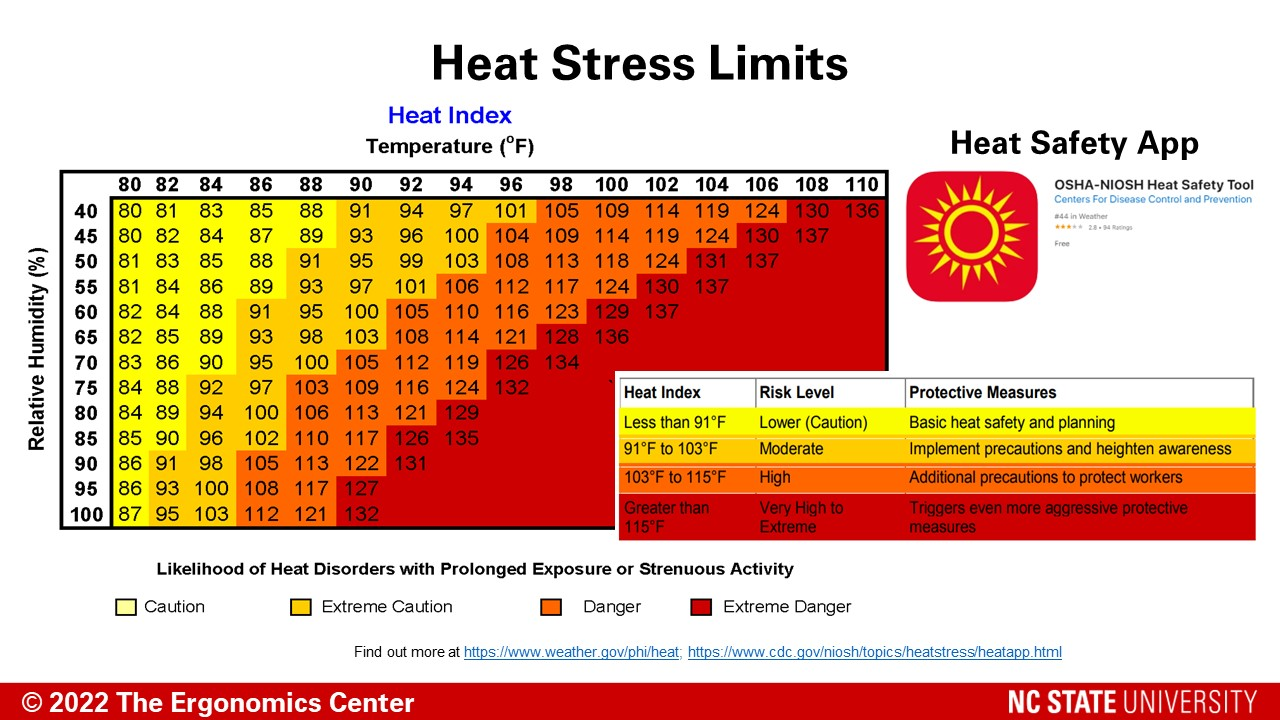 Heat Stress Limits
Heat Index
Temperature (°F)
Heat Safety App
OSHA-NIOSH Heat Safety Tool
Centers For Disease Control and Prevention
#44 in Weather
★★★☆☆ 2.8 • 94 Ratings
Free
Relative Humidity (%)
80 82 84 86 88 90 92 94 96 98 100 102 104 106 108 110
40 80 81 83 85 88 91 94 97 101 105 109 114 119 124 130 136
45 80 82 84 87 89 93 96 100 104 109 114 119 124 130 137
50 81 83 85 88 91 95 99 103 108 113 118 124 131 137
55 81 84 86 89 93 97 101 106 112 117 124 130 137
60 82 84 88 91 95 100 105 110 116 123 129 137
65 82 85 89 93 98 103 108 114 121 128 136
70 83 86 90 95 100 105 112 119 126 134
75 84 88 92 97 103 109 116 124 132
80 84 89 94 100 106 113 121 129
85 85 90 96 102 110 117 126 135
90 86 91 98 105 113 122 131
95 86 93 100 108 117 127
100 87 95 103 112 121 132
Heat Index Risk Level Protective Measures
Less than 91°F Lower (Caution) Basic heat safety and planning
91°F to 103°F Moderate Implement precautions and heighten awareness
103°F to 115°F High Additional precautions to protect workers
Greater than Very High to Triggers even more aggressive protective
115°F Extreme measures
Likelihood of Heat Disorders with Prolonged Exposure or Strenuous Activity
Caution Extreme Caution Danger Extreme Danger
Find out more at https://www.weather.gov/phi/heat; https://www.cdc.gov/niosh/topics/heatstress/heatapp.html
© 2022 The Ergonomics Center
NC STATE UNIVERSITY